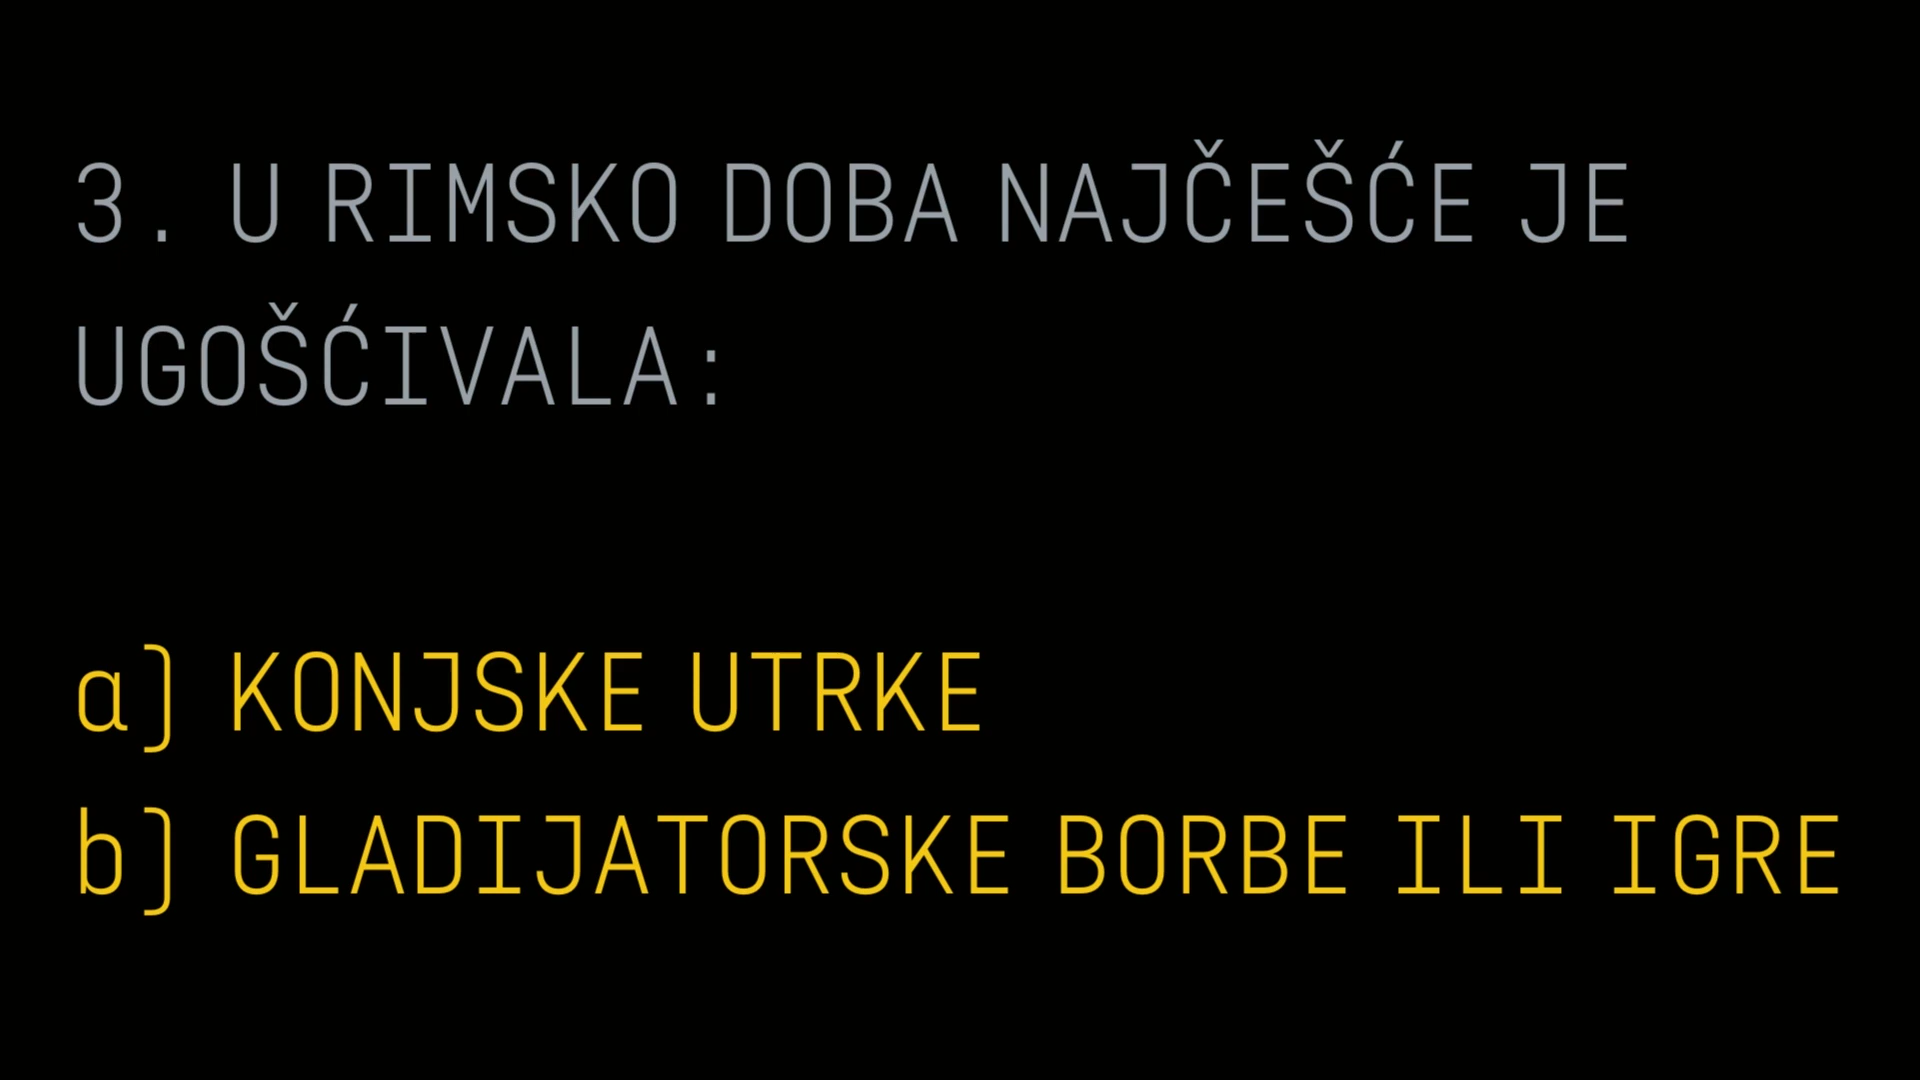 3. U RIMSKO DOBA NAJČEŠĆE JE
UGOŠĆIVALA:
a) KONJSKE UTRKE
b) GLADIJATORSKE BORBE ILI IGRE